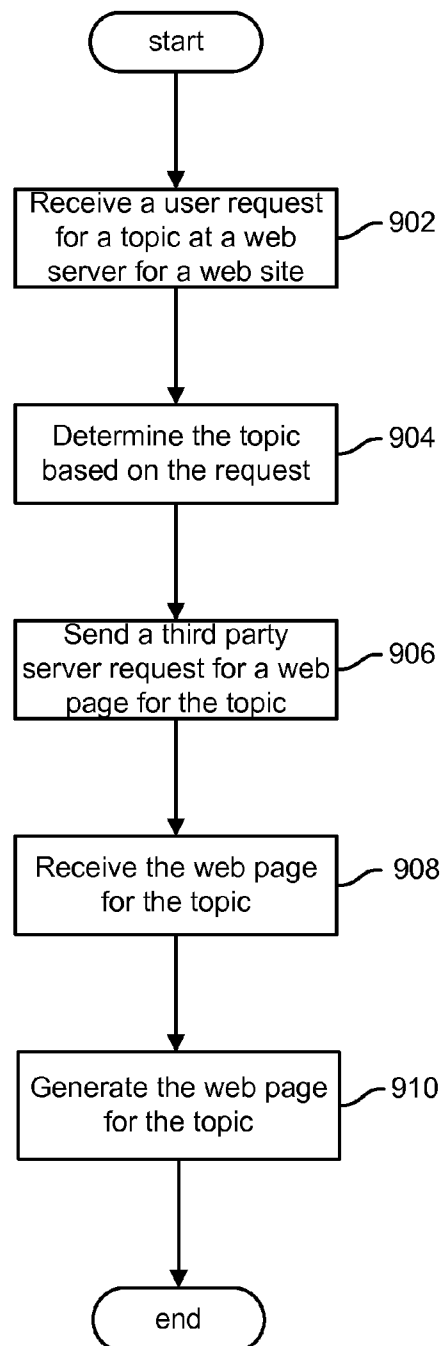 start
Receive a user request
for a topic at a web
server for a web site
902
Determine the topic
based on the request
904
Send a third party
server request for a web
page for the topic
906
Receive the web page
for the topic
908
Generate the web page
for the topic
910
end